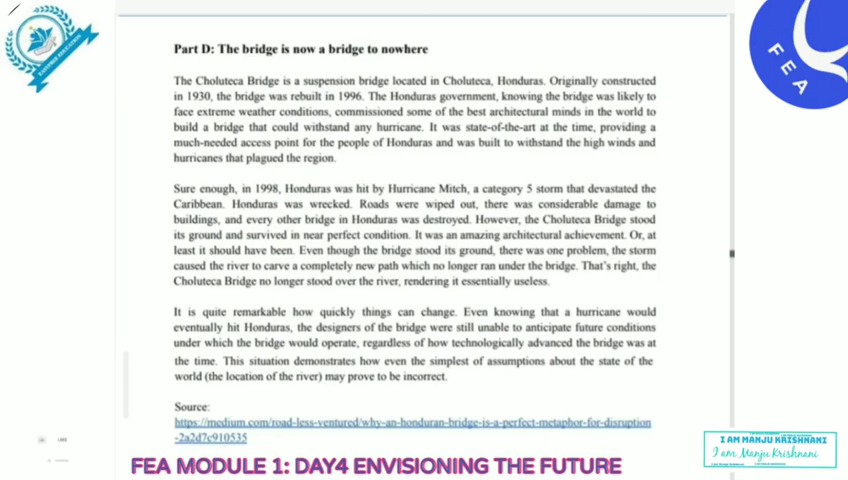 Part D: The bridge is now a bridge to nowhere
The Choluteca Bridge is a suspension bridge located in Choluteca, Honduras. Originally constructed
in 1930, the bridge was rebuilt in 1996. The Honduras government, knowing the bridge was likely to
face extreme weather conditions, commissioned some of the best architectural minds in the world to
build a bridge that could withstand any hurricane. It was state-of-the-art at the time, providing a
much-needed access point for the people of Honduras and was built to withstand the high winds and
hurricanes that plagued the region.
Sure enough, in 1998, Honduras was hit by Hurricane Mitch, a category 5 storm that devastated the
Caribbean. Honduras was wrecked. Roads were wiped out, there was considerable damage to
buildings, and every other bridge in Honduras was destroyed. However, the Choluteca Bridge stood
its ground and survived in near perfect condition. It was an amazing architectural achievement. Or, at
least it should have been. Even though the bridge stood its ground, there was one problem, the storm
caused the river to carve a completely new path which no longer ran under the bridge. That's right, the
Choluteca Bridge no longer stood over the river, rendering it essentially useless.
It is quite remarkable how quickly things can change. Even knowing that a hurricane would
eventually hit Honduras, the designers of the bridge were still unable to anticipate future conditions
under which the bridge would operate, regardless of how technologically advanced the bridge was at
the time. This situation demonstrates how even the simplest of assumptions about the state of the
world (the location of the river) may prove to be incorrect.
Source:
https://medium.com/road-less-ventured/why-an-honduran-bridge-is-a-perfect-metaphor-for-disruption
-2a2d7c910535
FEA MODULE 1: DAY4 ENVISIONING THE FUTURE
FEA
LIKE
I AM MANJU KRISHNANI
I am Manju Krishnani